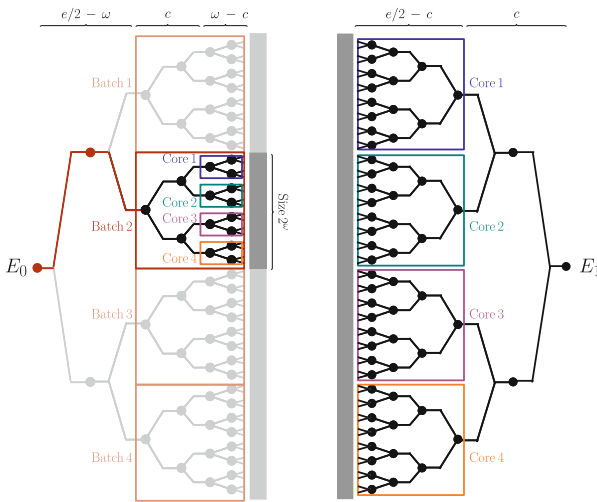 e/2 − ω
c
ω − c
e/2 − c
c
Batch 1
Core 1
Core 1
Core 2
Batch 2
Core 3
Core 2
Core 4
Size 2^ω
E_0
E_1
Batch 3
Core 3
Batch 4
Core 4